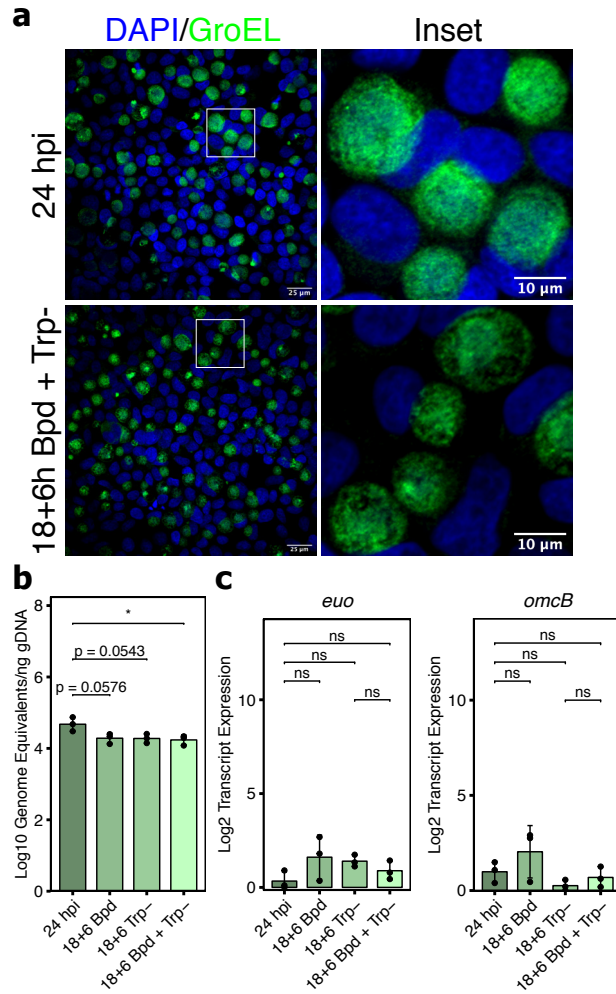 a
DAPI/GroEL
Inset
24 hpi
25 µm
10 µm
18+6h Bpd + Trp-
25 µm
10 µm
b
c
Log10 Genome Equivalents/ng gDNA
8
6
4
2
0
*
p = 0.0543
p = 0.0576
24 hpi
18+6 Bpd
18+6 Trp−
18+6 Bpd + Trp−
euo
Log2 Transcript Expression
10
5
0
ns
ns
ns
ns
24 hpi
18+6 Bpd
18+6 Trp−
18+6 Bpd + Trp−
omcB
Log2 Transcript Expression
10
5
0
ns
ns
ns
ns
24 hpi
18+6 Bpd
18+6 Trp−
18+6 Bpd + Trp−